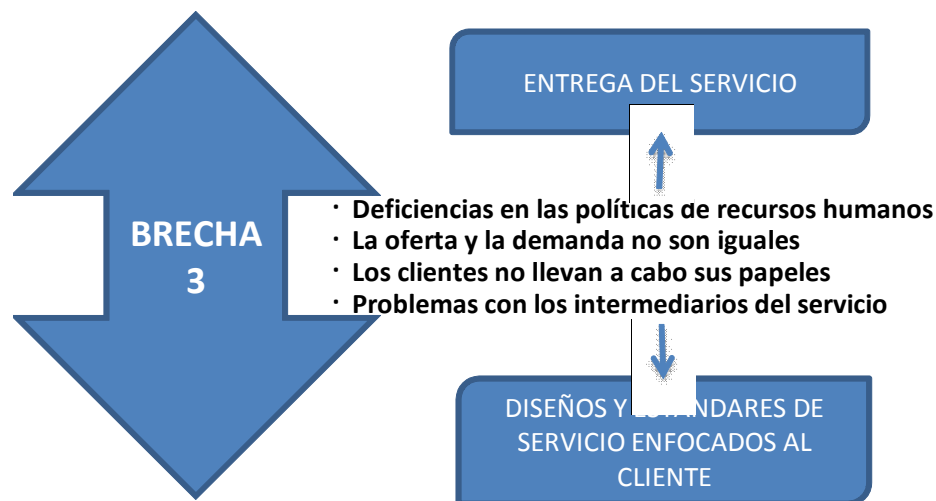 ENTREGA DEL SERVICIO
BRECHA
3
· Deficiencias en las políticas de recursos humanos
· La oferta y la demanda no son iguales
· Los clientes no llevan a cabo sus papeles
· Problemas con los intermediarios del servicio
DISEÑOS Y ESTÁNDARES DE
SERVICIO ENFOCADOS AL
CLIENTE